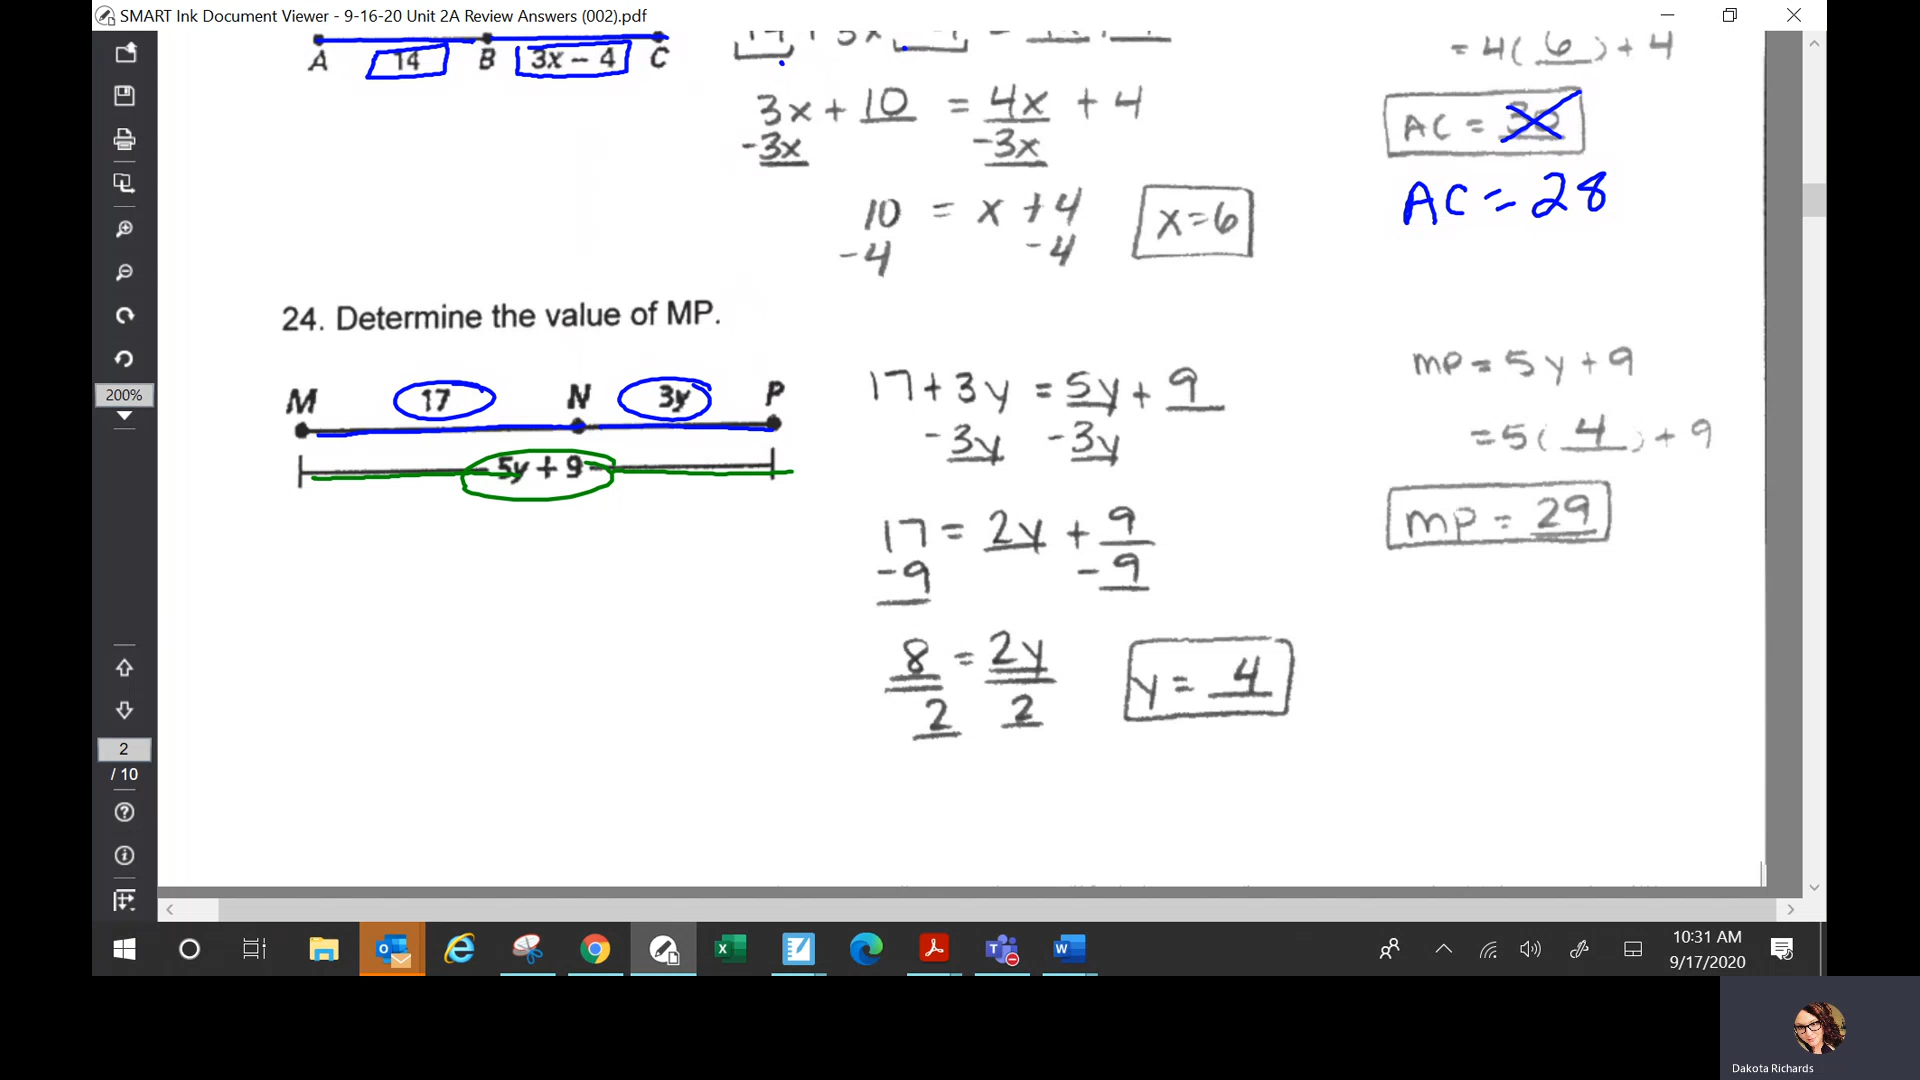 SMART Ink Document Viewer - 9-16-20 Unit 2A Review Answers (002).pdf
A 14 B 3x – 4 C
= 4( 6 ) + 4
3x + 10 = 4x + 4
-3x -3x
AC = 30
AC = 28
10 = x + 4
-4 -4
x = 6
24. Determine the value of MP.
M 17 N 3y P
5y + 9
17 + 3y = 5y + 9
-3y -3y
17 = 2y + 9
-9 -9
8 = 2y
2 2
y = 4
MP = 5y + 9
= 5( 4 ) + 9
MP = 29
200%
2
/ 10
10:31 AM
9/17/2020
Dakota Richards